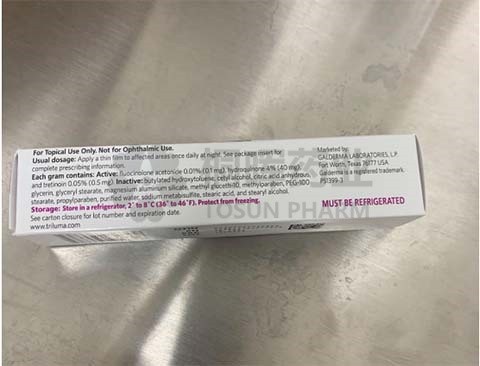 For Topical Use Only. Not for Ophthalmic Use.
Usual dosage: Apply a thin film to affected areas once daily at night. See package insert for
complete prescribing information.
Each gram contains: Active: fluocinolone acetonide 0.01% (0.1 mg), hydroquinone 4% (40 mg),
and tretinoin 0.05% (0.5 mg). Inactive: butylated hydroxytoluene, cetyl alcohol, citric acid anhydrous,
glycerin, glyceryl stearate, magnesium aluminum silicate, methyl gluceth-10, methylparaben, PEG-100
stearate, propylparaben, purified water, sodium metabisulfite, stearic acid, and stearyl alcohol.
Storage: Store in a refrigerator, 2˚ to 8˚C (36˚ to 46˚F). Protect from freezing.
See carton closure for lot number and expiration date.
www.triluma.com
Marketed by:
GALDERMA LABORATORIES, L.P.
Fort Worth, Texas 76177 USA
Galderma is a registered trademark.
P51399-3
MUST BE REFRIGERATED
TOSUN PHARM